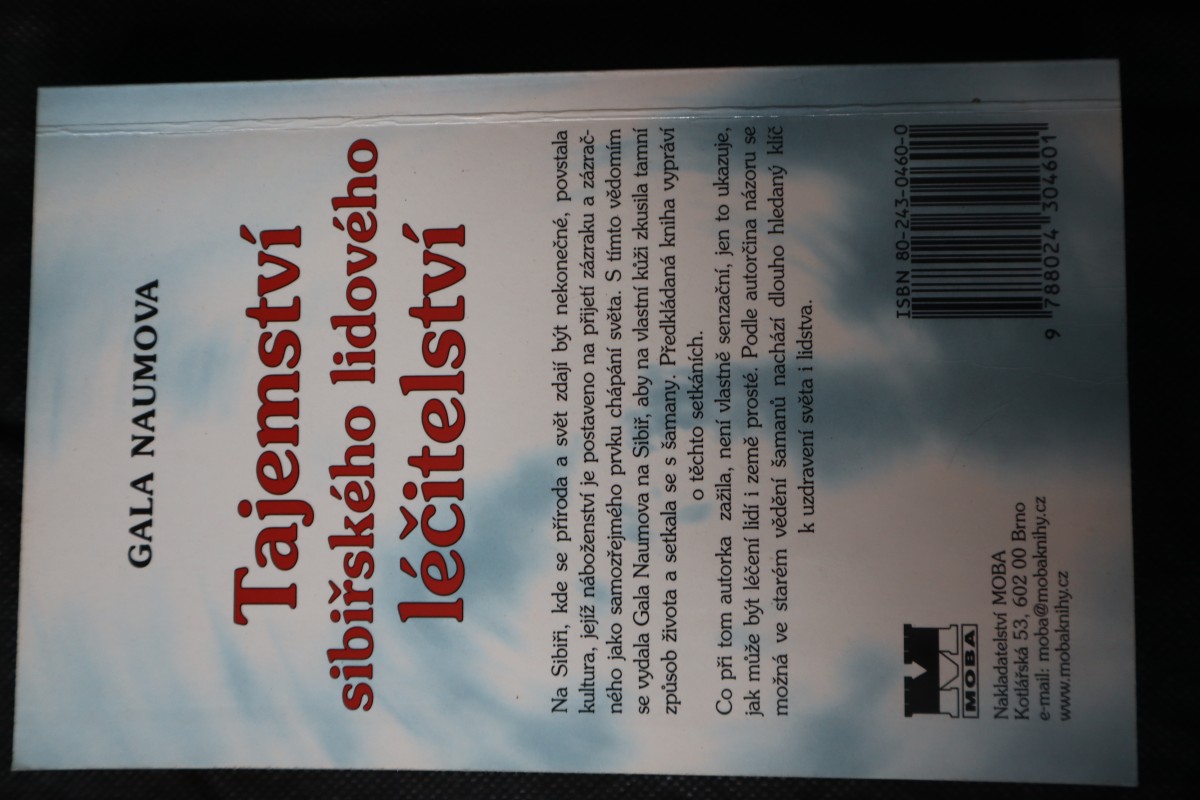 GALA NAUMOVA
Tajemství
sibiřského lidového
léčitelství
Na Sibiři, kde se příroda a svět zdají být nekonečné, povstala
kultura, jejíž náboženství je postaveno na přijetí zázraku a zázrač-
ného jako samozřejmého prvku chápání světa. S tímto vědomím
se vydala Gala Naumova na Sibiř, aby na vlastní kůži zkusila tamní
způsob života a setkala se s šamany. Předkládaná kniha vypráví
o těchto setkáních.
Co při tom autorka zažila, není vlastně senzační, jen to ukazuje,
jak může být léčení lidí i země prosté. Podle autorčina názoru se
možná ve starém vědění šamanů nachází dlouho hledaný klíč
k uzdravení světa i lidstva.
MOBA
Nakladatelství MOBA
Kotlářská 53, 602 00 Brno
e-mail: moba@mobaknihy.cz
www.mobaknihy.cz
ISBN 80-243-0460-0
9 788024 304601